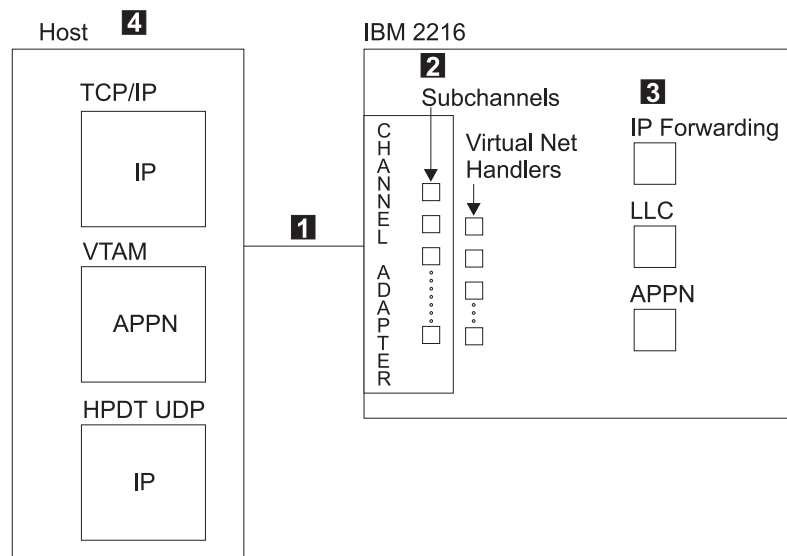 Host 4
TCP/IP
IP
VTAM
APPN
HPDT UDP
IP
1
IBM 2216
2
Subchannels
CHANNEL ADAPTER
Virtual Net
Handlers
3
IP Forwarding
LLC
APPN